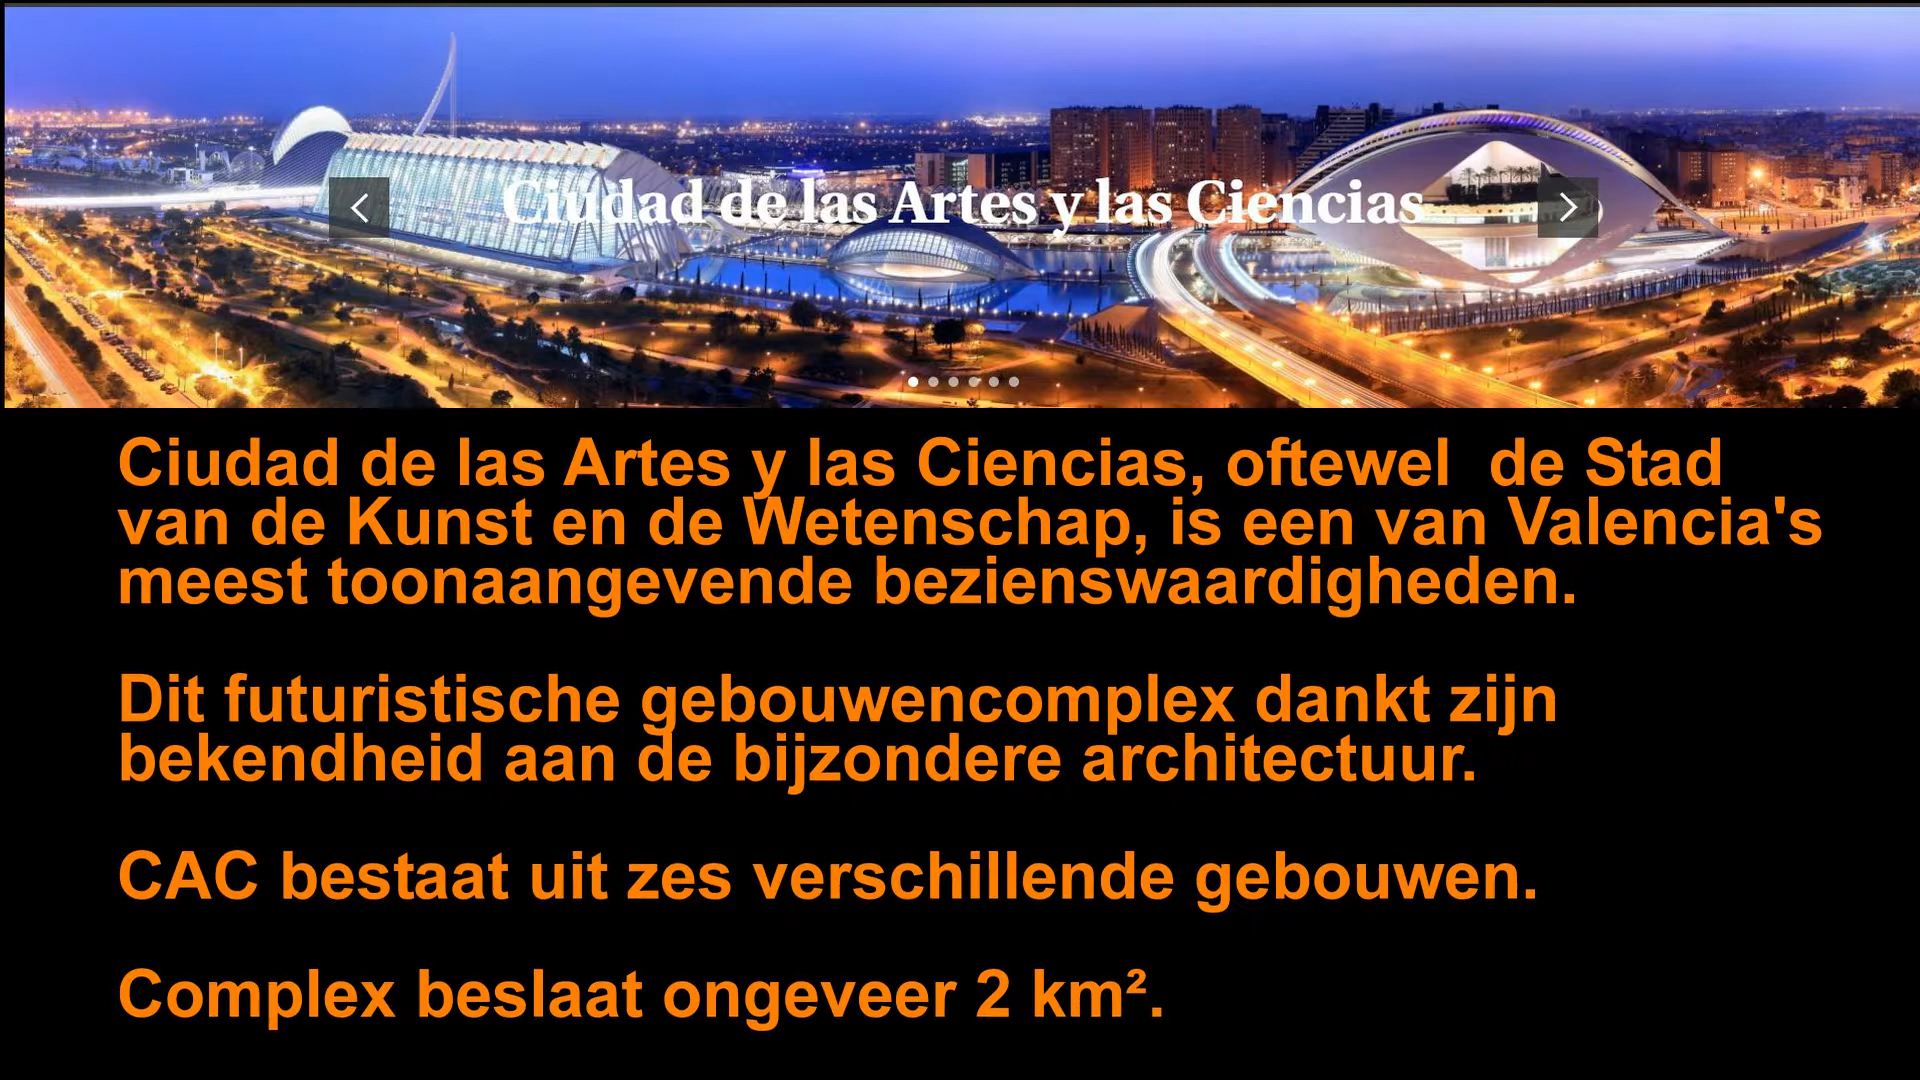 Ciudad de las Artes y las Ciencias
Ciudad de las Artes y las Ciencias, oftewel  de Stad
van de Kunst en de Wetenschap, is een van Valencia's
meest toonaangevende bezienswaardigheden.
Dit futuristische gebouwencomplex dankt zijn
bekendheid aan de bijzondere architectuur.
CAC bestaat uit zes verschillende gebouwen.
Complex beslaat ongeveer 2 km².